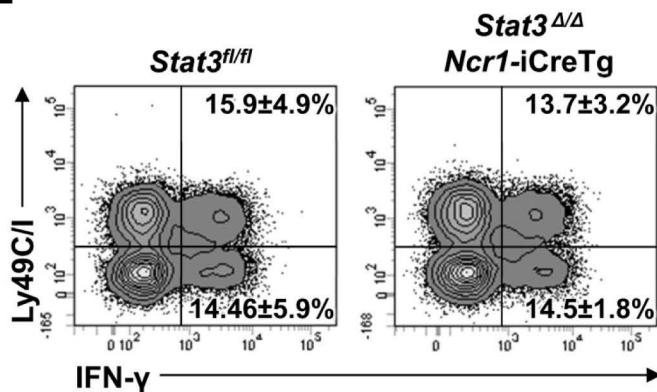 Stat3fl/fl
Stat3 Δ/Δ
Ncr1-iCreTg
15.9±4.9%
13.7±3.2%
14.46±5.9%
14.5±1.8%
Ly49C/I
10⁵
10⁴
10³
10²
0
-165
0 10² 10³ 10⁴ 10⁵
10⁵
10⁴
10³
10²
0
-168
0 10³ 10⁴ 10⁵
IFN-γ